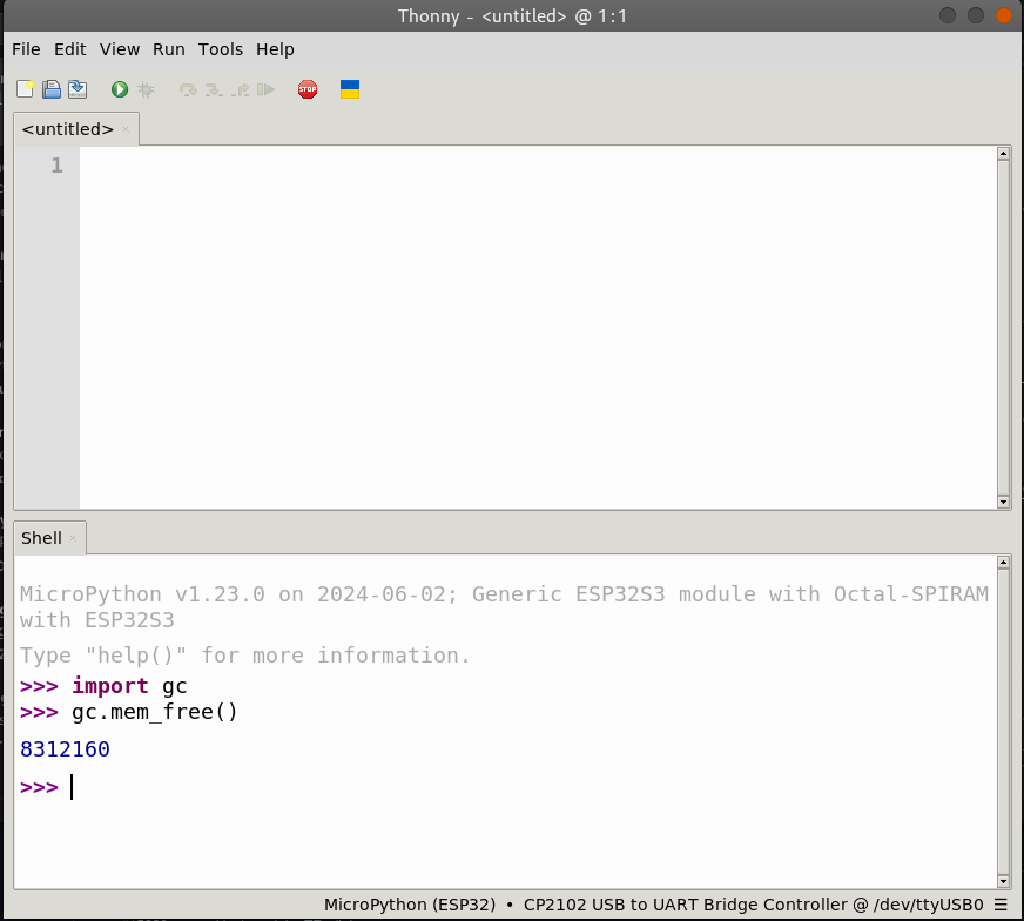 Thonny - <untitled> @ 1:1
File Edit View Run Tools Help
STOP
<untitled>
1
Shell
MicroPython v1.23.0 on 2024-06-02; Generic ESP32S3 module with Octal-SPIRAM
with ESP32S3
Type "help()" for more information.
>>> import gc
>>> gc.mem_free()
8312160
>>>
MicroPython (ESP32) • CP2102 USB to UART Bridge Controller @ /dev/ttyUSB0 ☰